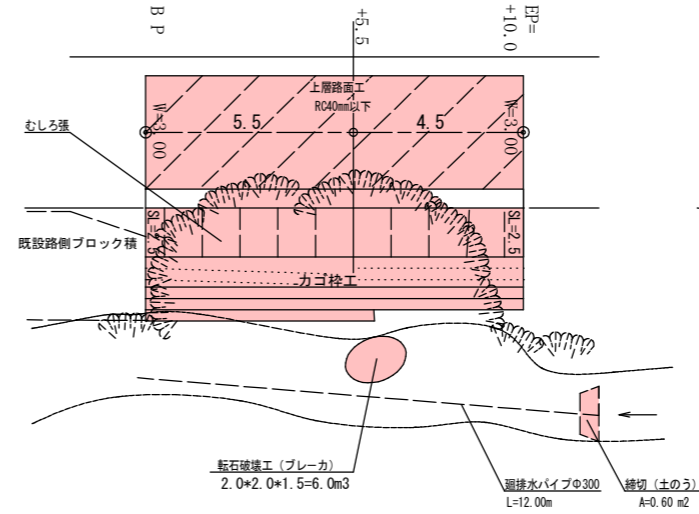 B P
+5.5
EP=
+10.0
上層路面工
RC40mm以下
W=3.00
5.5
4.5
W=3.00
むしろ張
SL=2.5
SL=2.5
既設路側ブロック積
カゴ枠工
転石破壊工（ブレーカ）
2.0*2.0*1.5=6.0m3
廻排水パイプΦ300
L=12.00m
締切（土のう）
A=0.60 m2